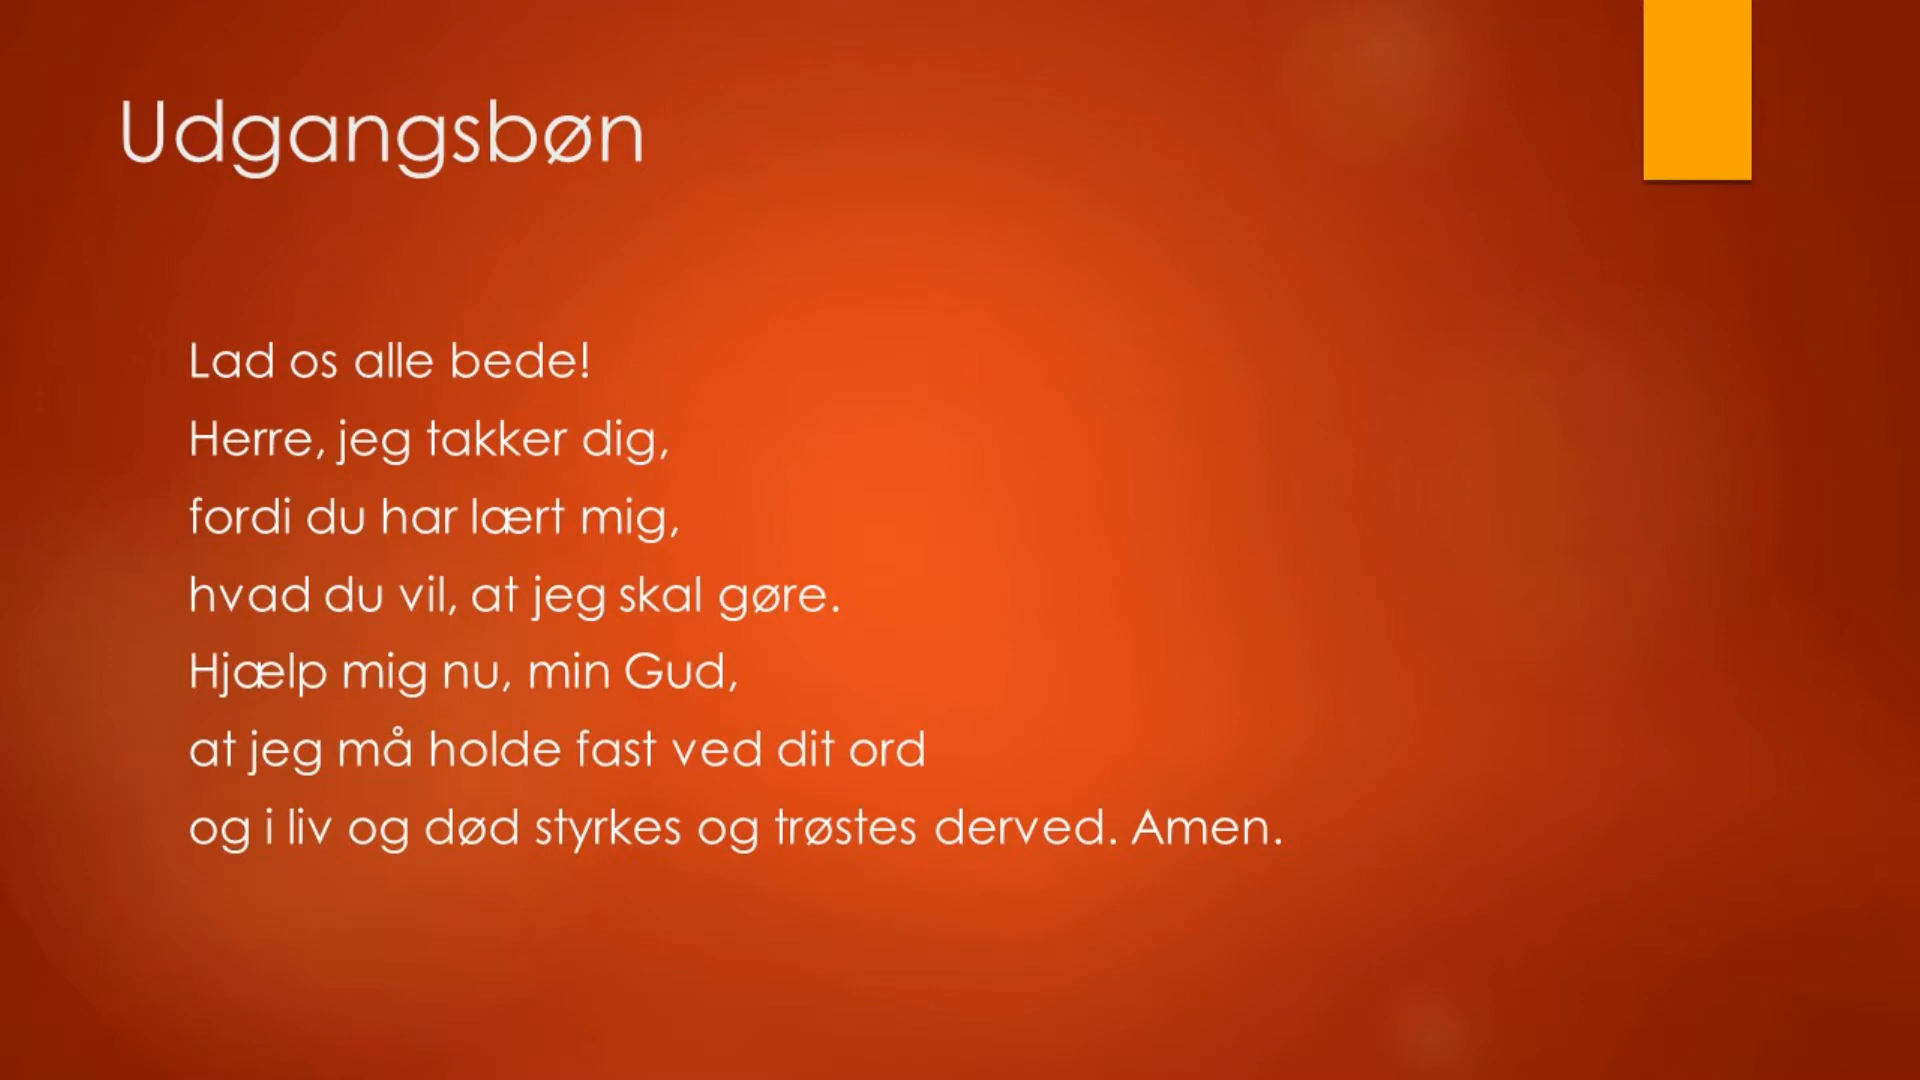 Udgangsbøn
Lad os alle bede!
Herre, jeg takker dig,
fordi du har lært mig,
hvad du vil, at jeg skal gøre.
Hjælp mig nu, min Gud,
at jeg må holde fast ved dit ord
og i liv og død styrkes og trøstes derved. Amen.